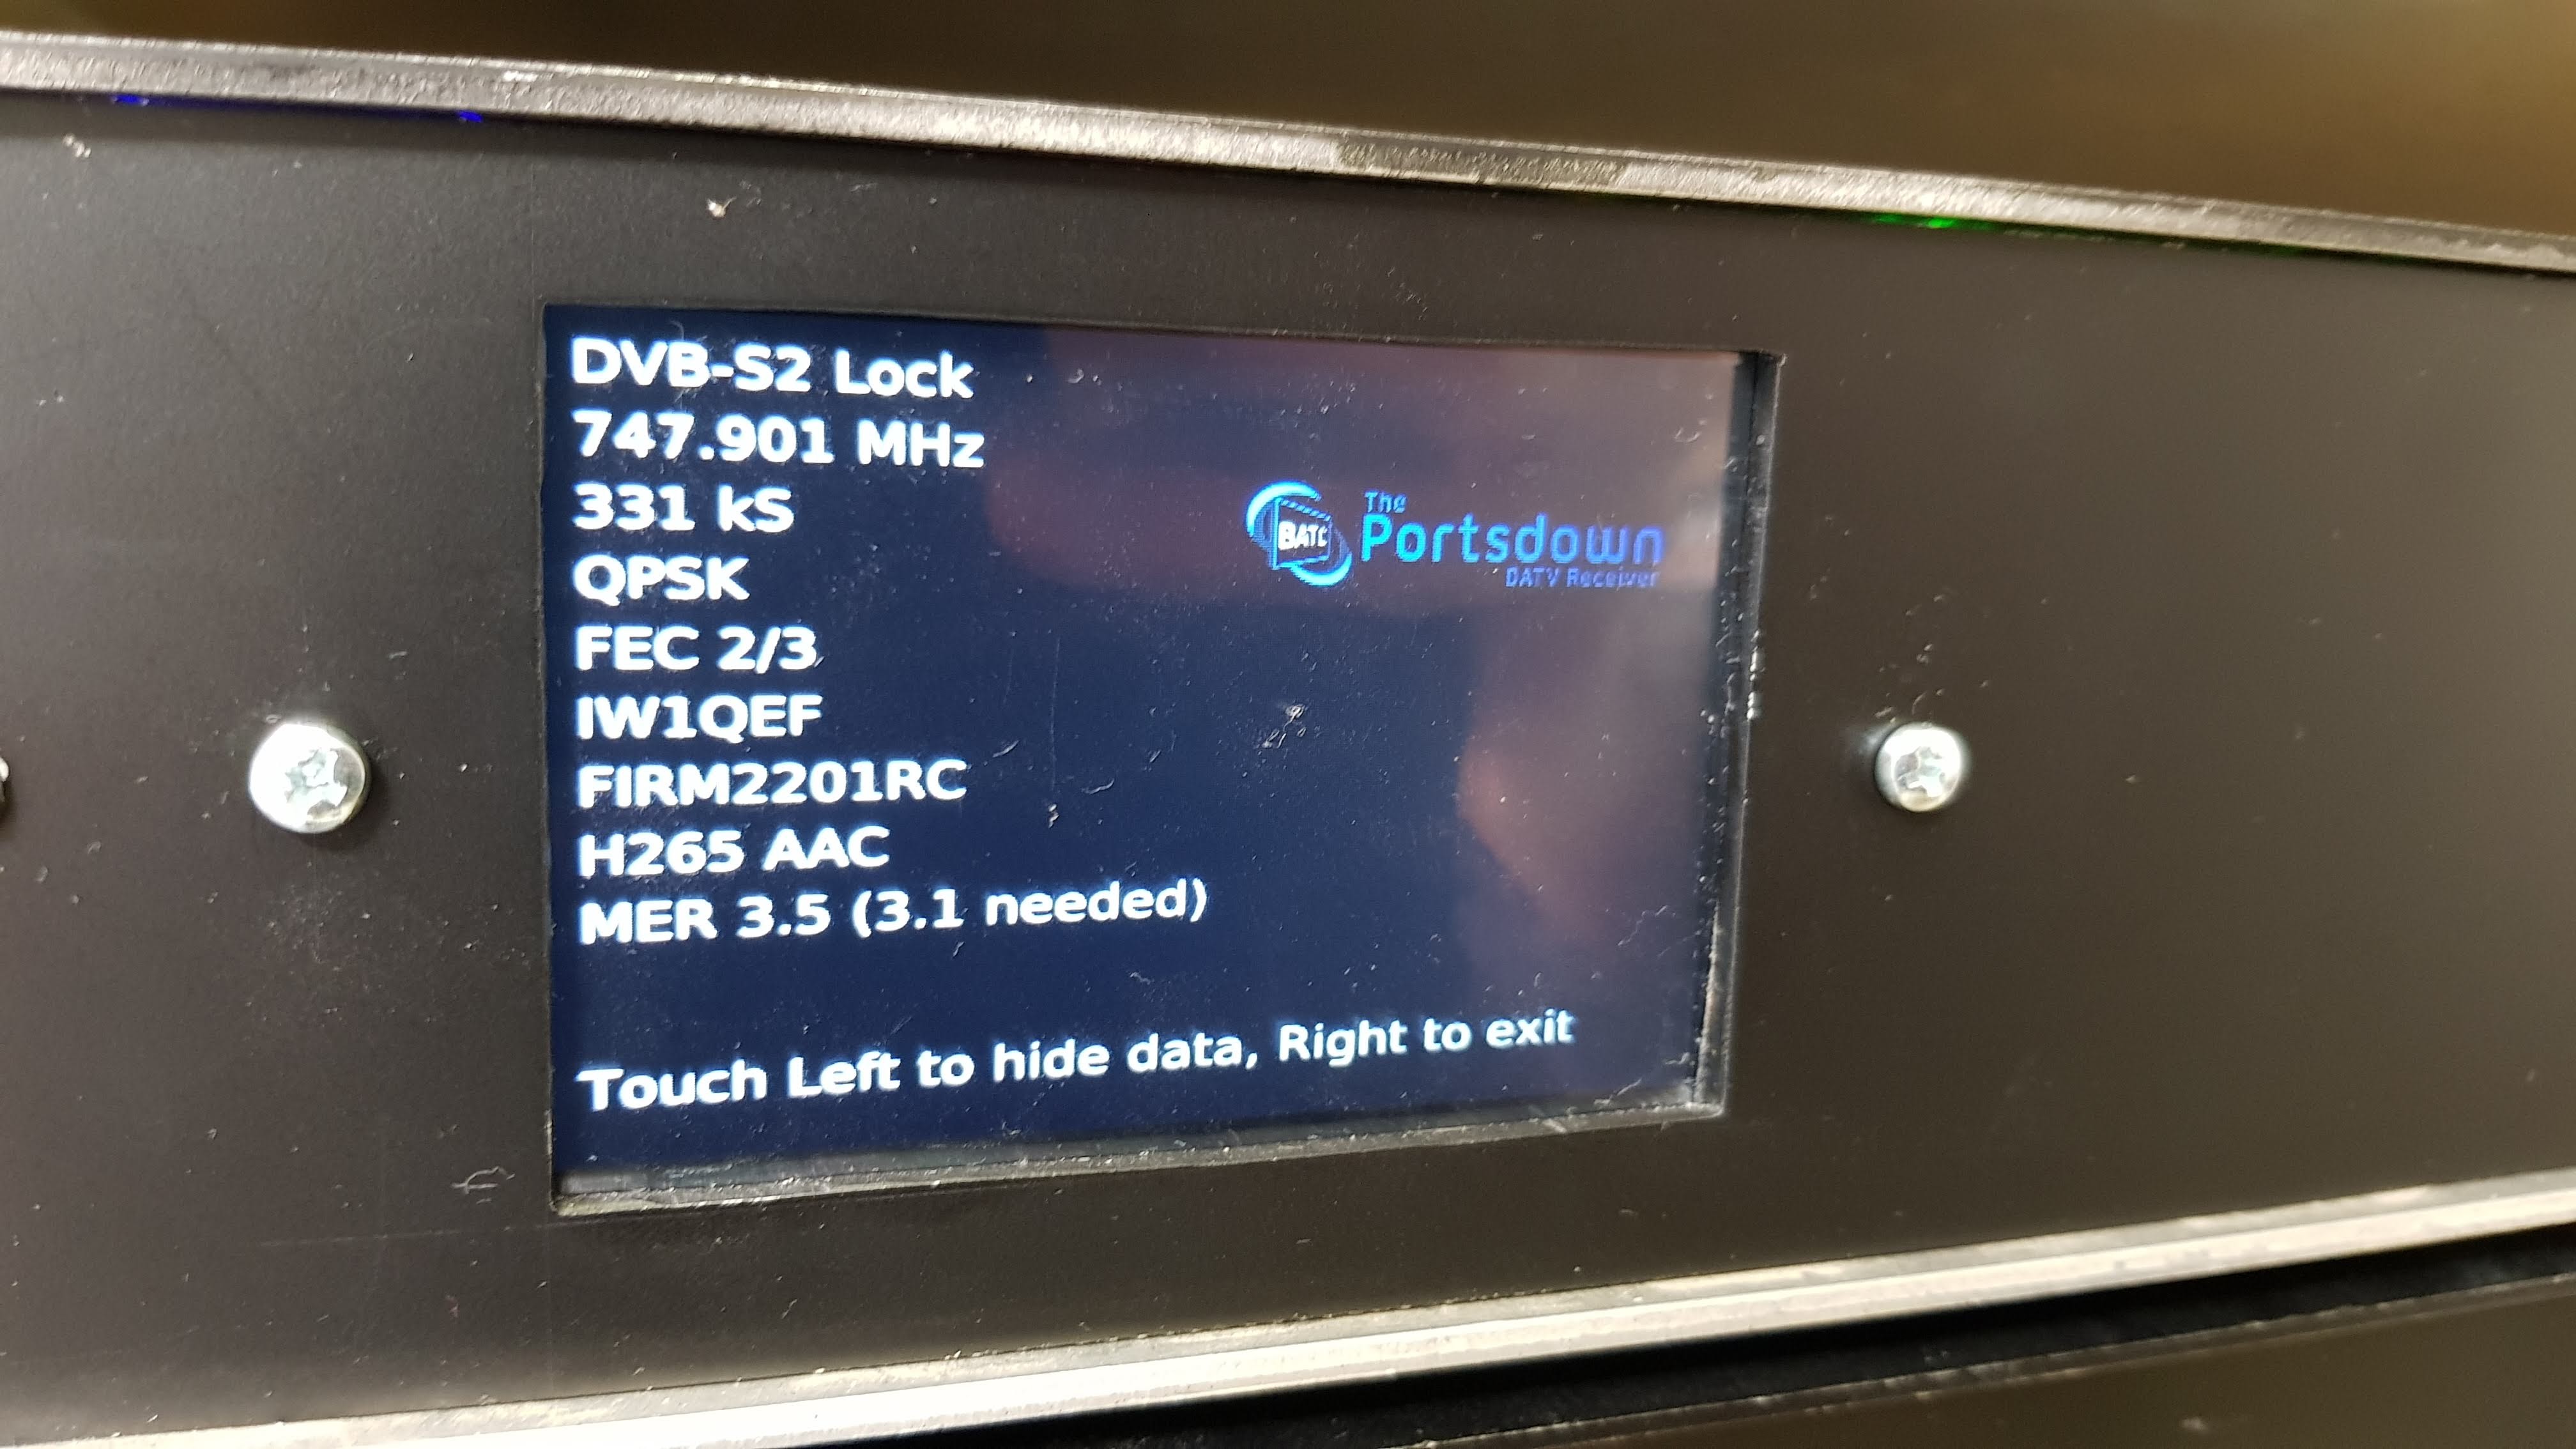 DVB-S2 Lock
747.901 MHz
331 kS
QPSK
FEC 2/3
IW1QEF
FIRM2201RC
H265 AAC
MER 3.5 (3.1 needed)
BATC
The
Portsdown
DATV Receiver
Touch Left to hide data, Right to exit